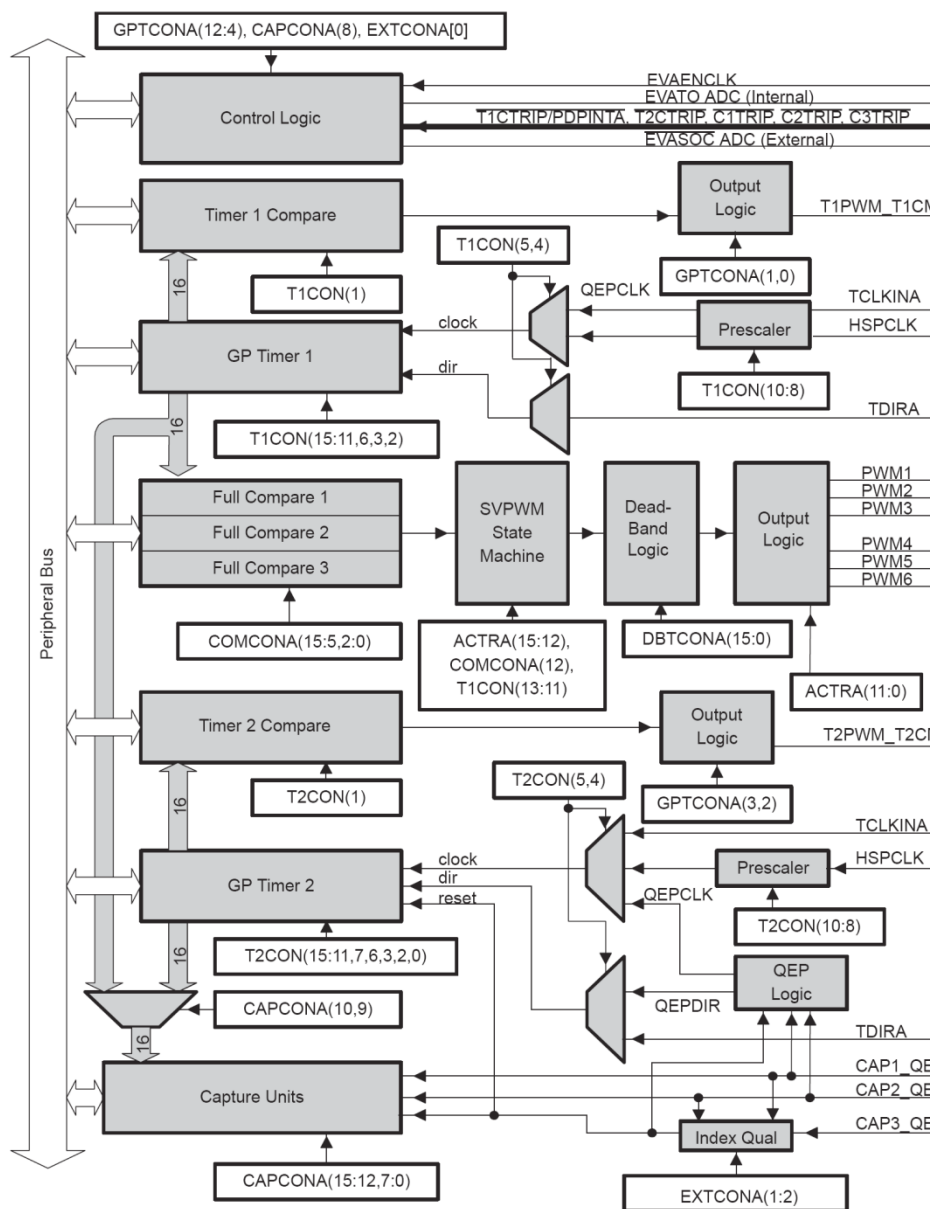 GPTCONA(12:4), CAPCONA(8), EXTCONA[0]
Control Logic
EVAENCLK
EVATO ADC (Internal)
T1CTRIP/PDPINTA, T2CTRIP, C1TRIP, C2TRIP, C3TRIP
EVASOC ADC (External)
Timer 1 Compare
Output
Logic
T1PWM_T1CM
T1CON(5,4)
GPTCONA(1,0)
16
T1CON(1)
QEPCLK
TCLKINA
clock
Prescaler
HSPCLK
GP Timer 1
dir
T1CON(10:8)
TDIRA
16
T1CON(15:11,6,3,2)
Full Compare 1
Full Compare 2
Full Compare 3
SVPWM
State
Machine
Dead-
Band
Logic
Output
Logic
PWM1
PWM2
PWM3
PWM4
PWM5
PWM6
Peripheral Bus
COMCONA(15:5,2:0)
ACTRA(15:12),
COMCONA(12),
T1CON(13:11)
DBTCONA(15:0)
ACTRA(11:0)
Timer 2 Compare
Output
Logic
T2PWM_T2CM
T2CON(5,4)
GPTCONA(3,2)
16
T2CON(1)
TCLKINA
clock
Prescaler
HSPCLK
GP Timer 2
dir
reset
QEPCLK
T2CON(10:8)
16
T2CON(15:11,7,6,3,2,0)
QEP
Logic
QEPDIR
CAPCONA(10,9)
TDIRA
16
CAP1_QE
Capture Units
CAP2_QE
Index Qual
CAP3_QE
CAPCONA(15:12,7:0)
EXTCONA(1:2)